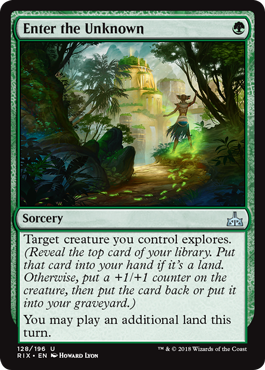 Enter the Unknown
Sorcery
Target creature you control explores.
(Reveal the top card of your library. Put
that card into your hand if it's a land.
Otherwise, put a +1/+1 counter on the
creature, then put the card back or put it
into your graveyard.)
You may play an additional land this
turn.
128/196 U
RIX • EN Howard Lyon
™ & © 2018 Wizards of the Coast